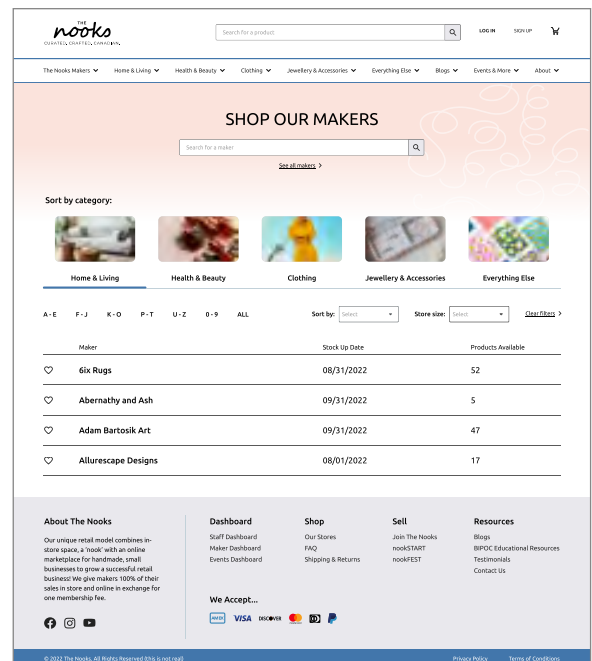 THE
nooks
CURATED, CRAFTED, CANADIAN.
Search for a product
LOG IN
SIGN UP
The Nooks Makers
Home & Living
Health & Beauty
Clothing
Jewellery & Accessories
Everything Else
Blogs
Events & More
About
SHOP OUR MAKERS
Search for a maker
See all makers >
Sort by category:
Home & Living
Health & Beauty
Clothing
Jewellery & Accessories
Everything Else
A - E
F - J
K - O
P - T
U - Z
0 - 9
ALL
Sort by: Select
Store size: Select
Clear filters >
Maker Stock Up Date Products Available
6ix Rugs 08/31/2022 52
Abernathy and Ash 09/31/2022 5
Adam Bartosik Art 09/31/2022 47
Allurescape Designs 08/01/2022 17
About The Nooks
Our unique retail model combines in-
store space, a 'nook' with an online
marketplace for handmade, small
businesses to grow a successful retail
business! We give makers 100% of their
sales in store and online in exchange for
one membership fee.
Dashboard
Staff Dashboard
Maker Dashboard
Events Dashboard
Shop
Our Stores
FAQ
Shipping & Returns
Sell
Join The Nooks
nookSTART
nookFEST
Resources
Blogs
BIPOC Educational Resources
Testimonials
Contact Us
We Accept...
AMEX
VISA
DISCOVER
© 2022 The Nooks. All Rights Reserved (this is not real)
Privacy Policy
Terms of Conditions